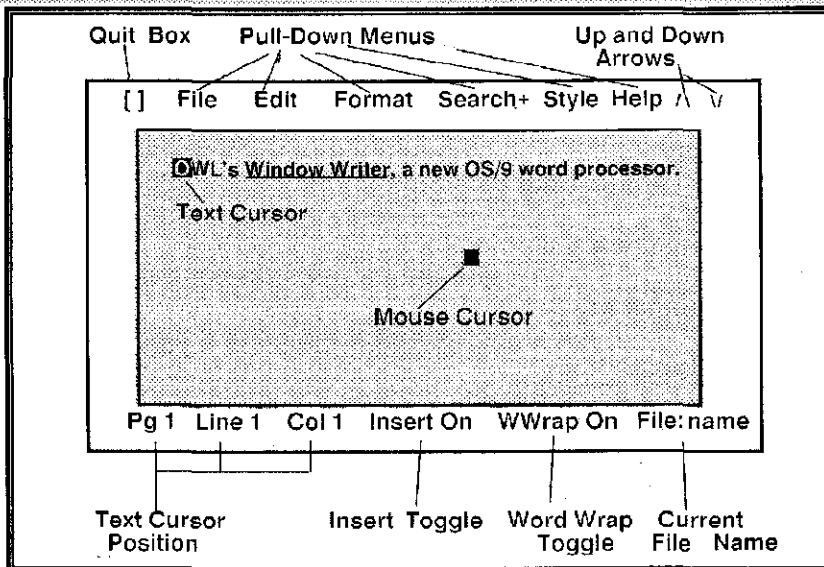 Quit Box Pull-Down Menus Up and Down
Arrows
[ ] File Edit Format Search+ Style Help /\ \/
OWL's Window Writer, a new OS/9 word processor.
Text Cursor
Mouse Cursor
Pg 1 Line 1 Col 1 Insert On WWrap On File: name
Text Cursor Insert Toggle Word Wrap Current
Position Toggle File Name